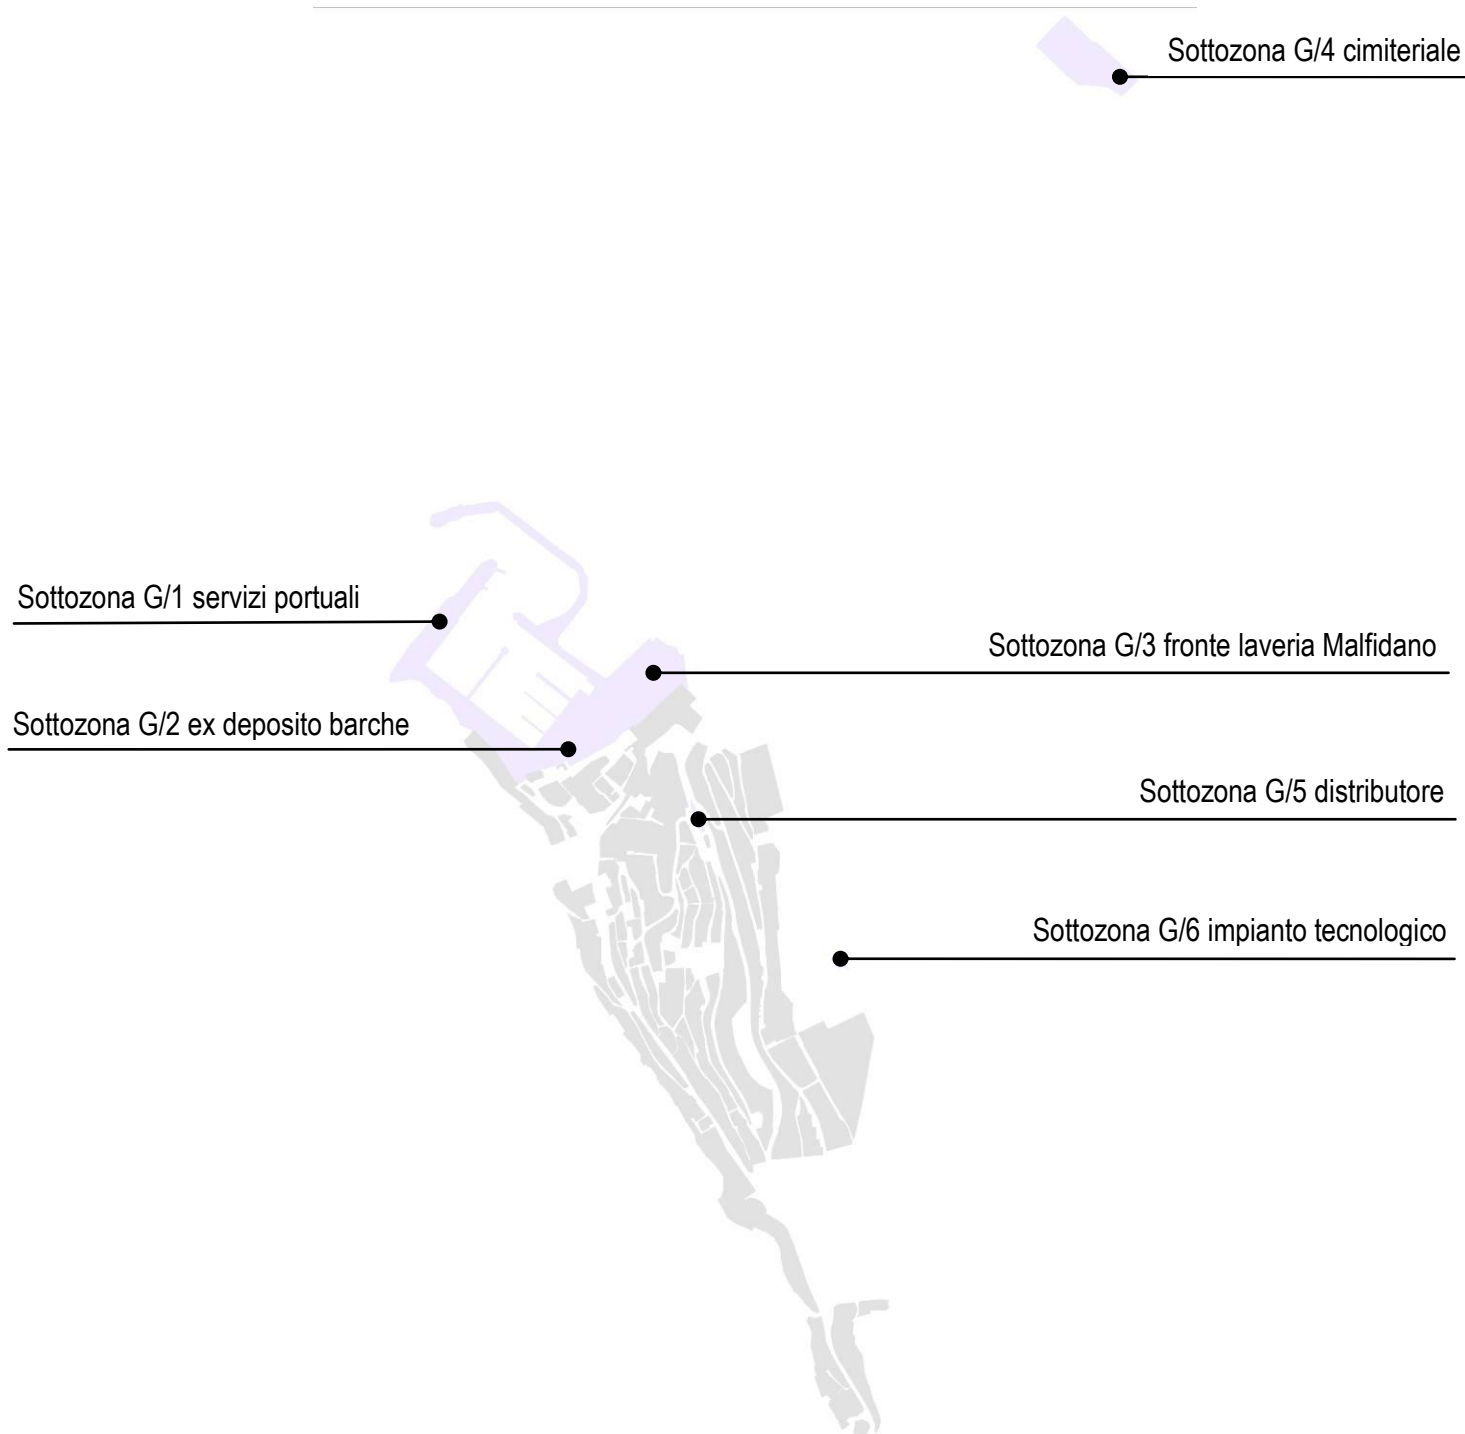 Sottozona G/4 cimiteriale
Sottozona G/1 servizi portuali
Sottozona G/3 fronte laveria Malfidano
Sottozona G/2 ex deposito barche
Sottozona G/5 distributore
Sottozona G/6 impianto tecnologico